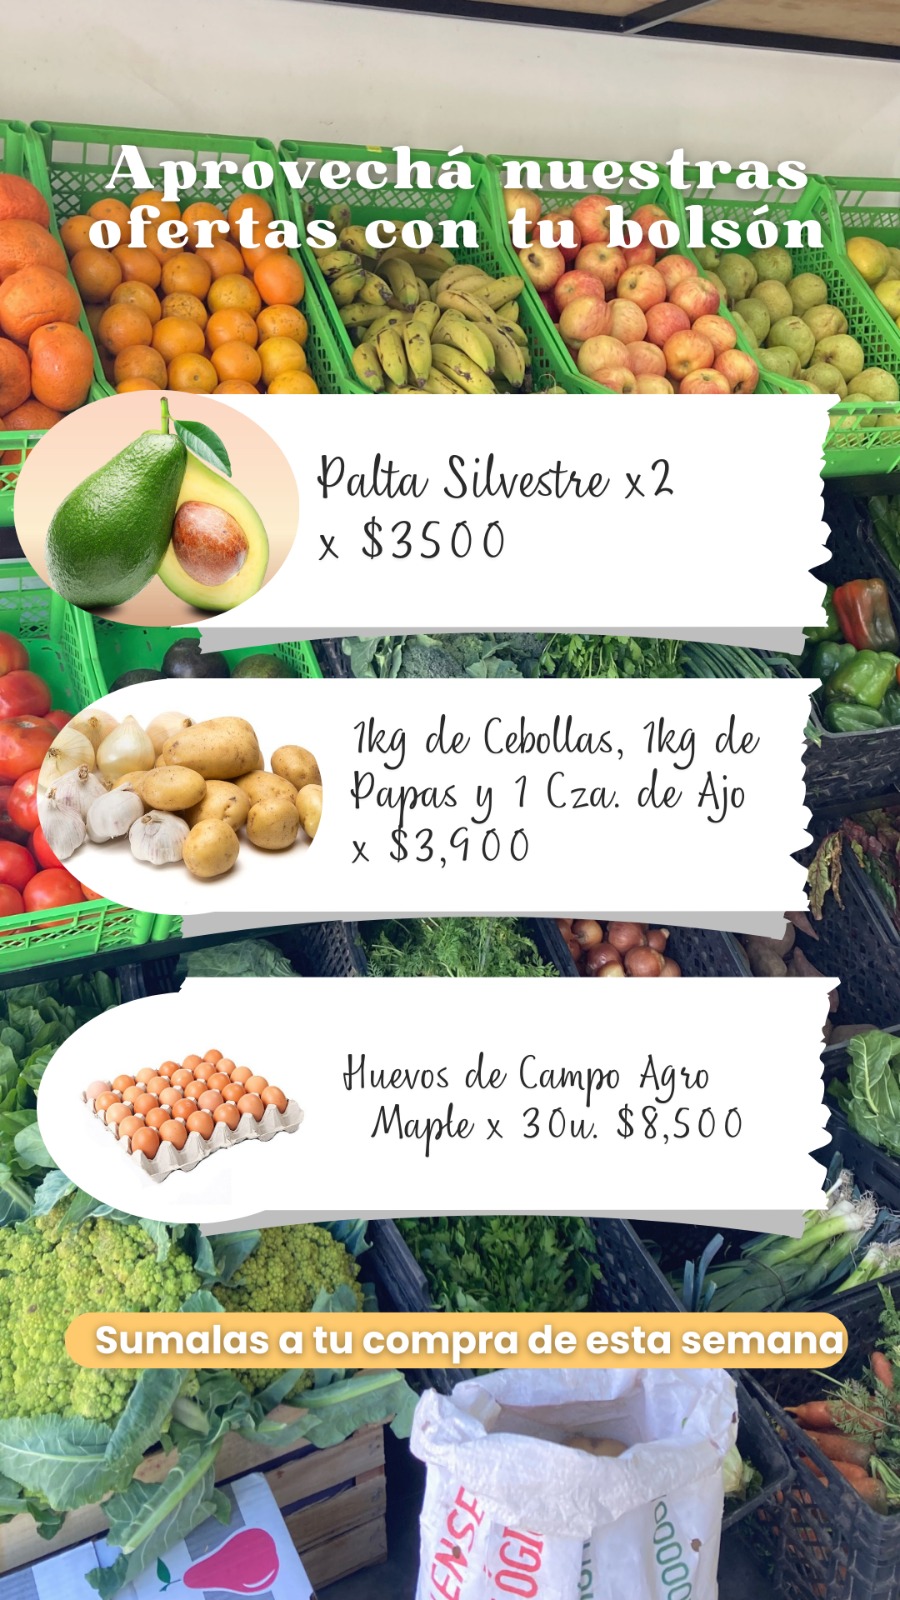 Aprovechá nuestras
ofertas con tu bolsón
Palta Silvestre x2
x $3500
1kg de Cebollas, 1kg de
Papas y 1 Cza. de Ajo
x $3,900
Huevos de Campo Agro
Maple x 30u. $8,500
Sumalas a tu compra de esta semana